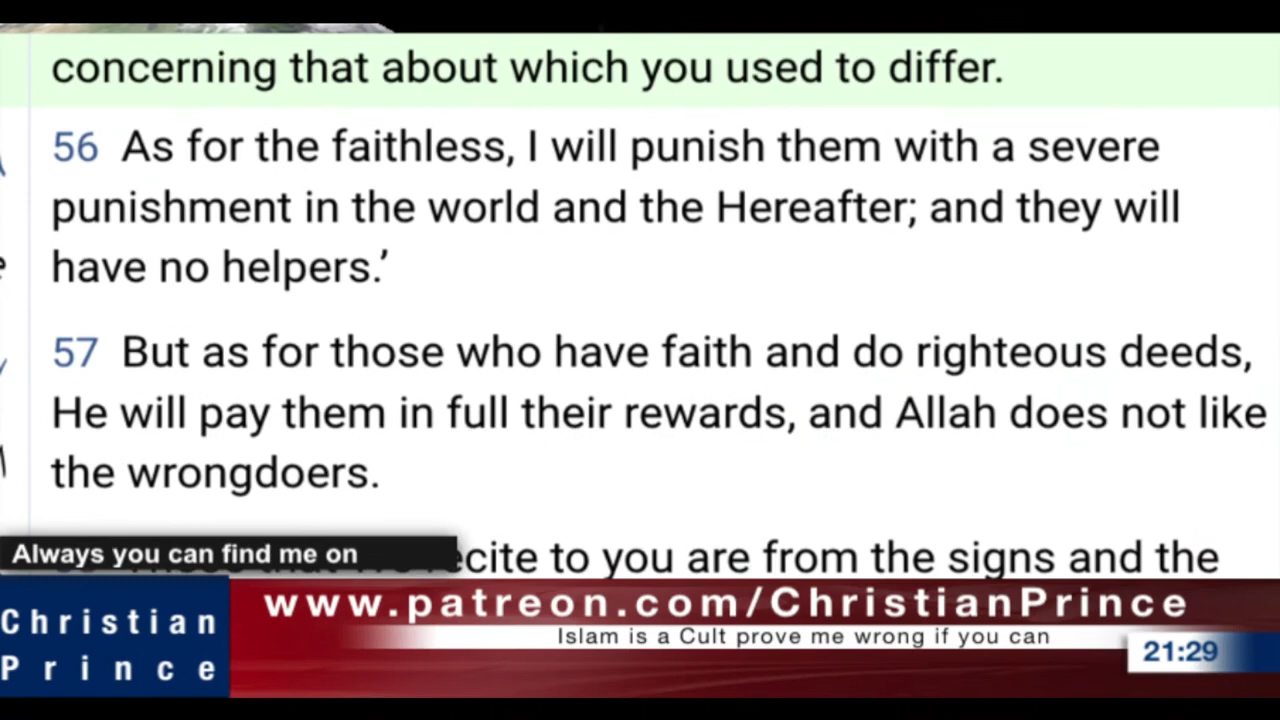 concerning that about which you used to differ.
56 As for the faithless, I will punish them with a severe
punishment in the world and the Hereafter; and they will
have no helpers.’
57 But as for those who have faith and do righteous deeds,
He will pay them in full their rewards, and Allah does not like
the wrongdoers.
to you are from the signs and the
Always you can find me on
www.patreon.com/ChristianPrince
Islam is a Cult prove me wrong if you can
Christian
Prince
21:29